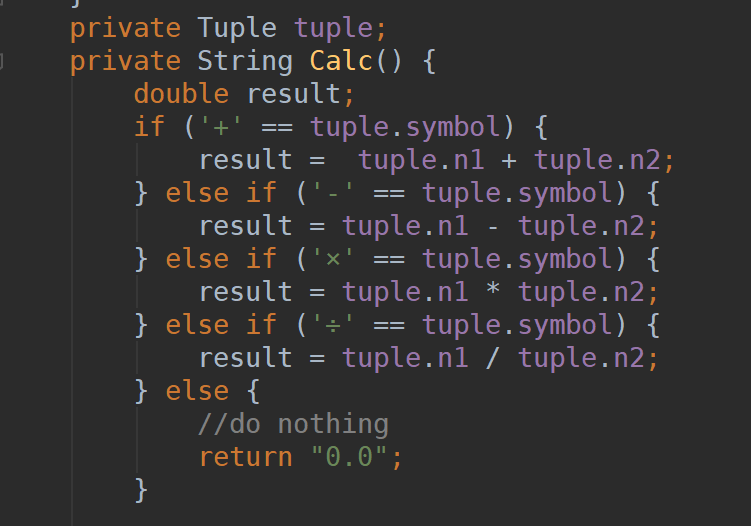 }
private Tuple tuple;
private String Calc() {
double result;
if ('+' == tuple.symbol) {
result =  tuple.n1 + tuple.n2;
} else if ('-' == tuple.symbol) {
result = tuple.n1 - tuple.n2;
} else if ('×' == tuple.symbol) {
result = tuple.n1 * tuple.n2;
} else if ('÷' == tuple.symbol) {
result = tuple.n1 / tuple.n2;
} else {
//do nothing
return "0.0";
}